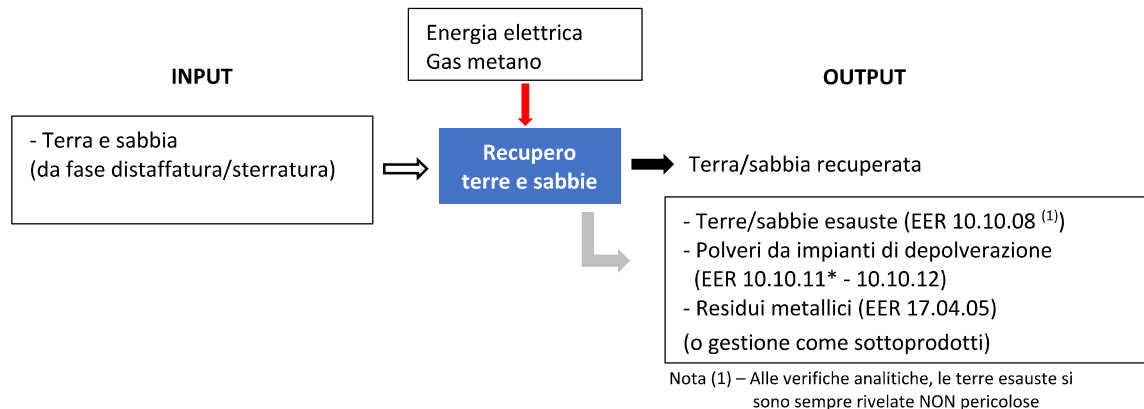 Energia elettrica
Gas metano
INPUT
OUTPUT
- Terra e sabbia
(da fase distaffatura/sterratura)
Recupero
terre e sabbie
Terra/sabbia recuperata
- Terre/sabbie esauste (EER 10.10.08 (1))
- Polveri da impianti di depolverazione
(EER 10.10.11* - 10.10.12)
- Residui metallici (EER 17.04.05)
(o gestione come sottoprodotti)
Nota (1) – Alle verifiche analitiche, le terre esauste si
sono sempre rivelate NON pericolose